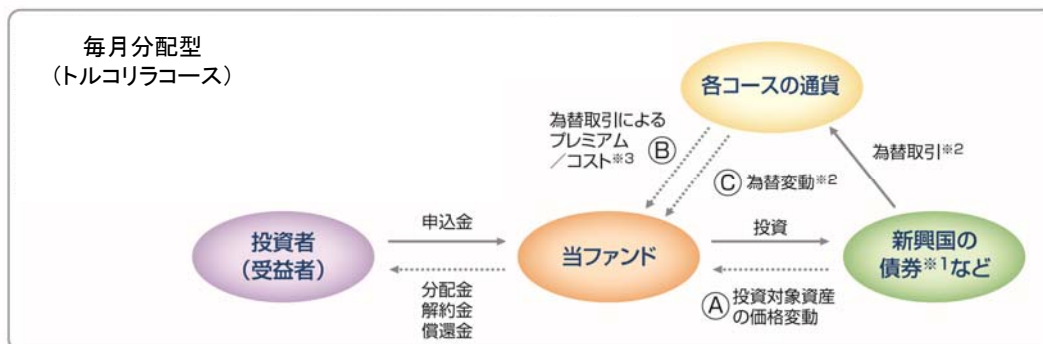 毎月分配型
（トルコリラコース）
各コースの通貨
為替取引による
プレミアム
／コスト※3
Ⓑ
Ⓒ 為替変動※2
為替取引※2
投資者
（受益者）
申込金
分配金
解約金
償還金
当ファンド
投資
Ⓐ 投資対象資産
の価格変動
新興国の
債券※1など